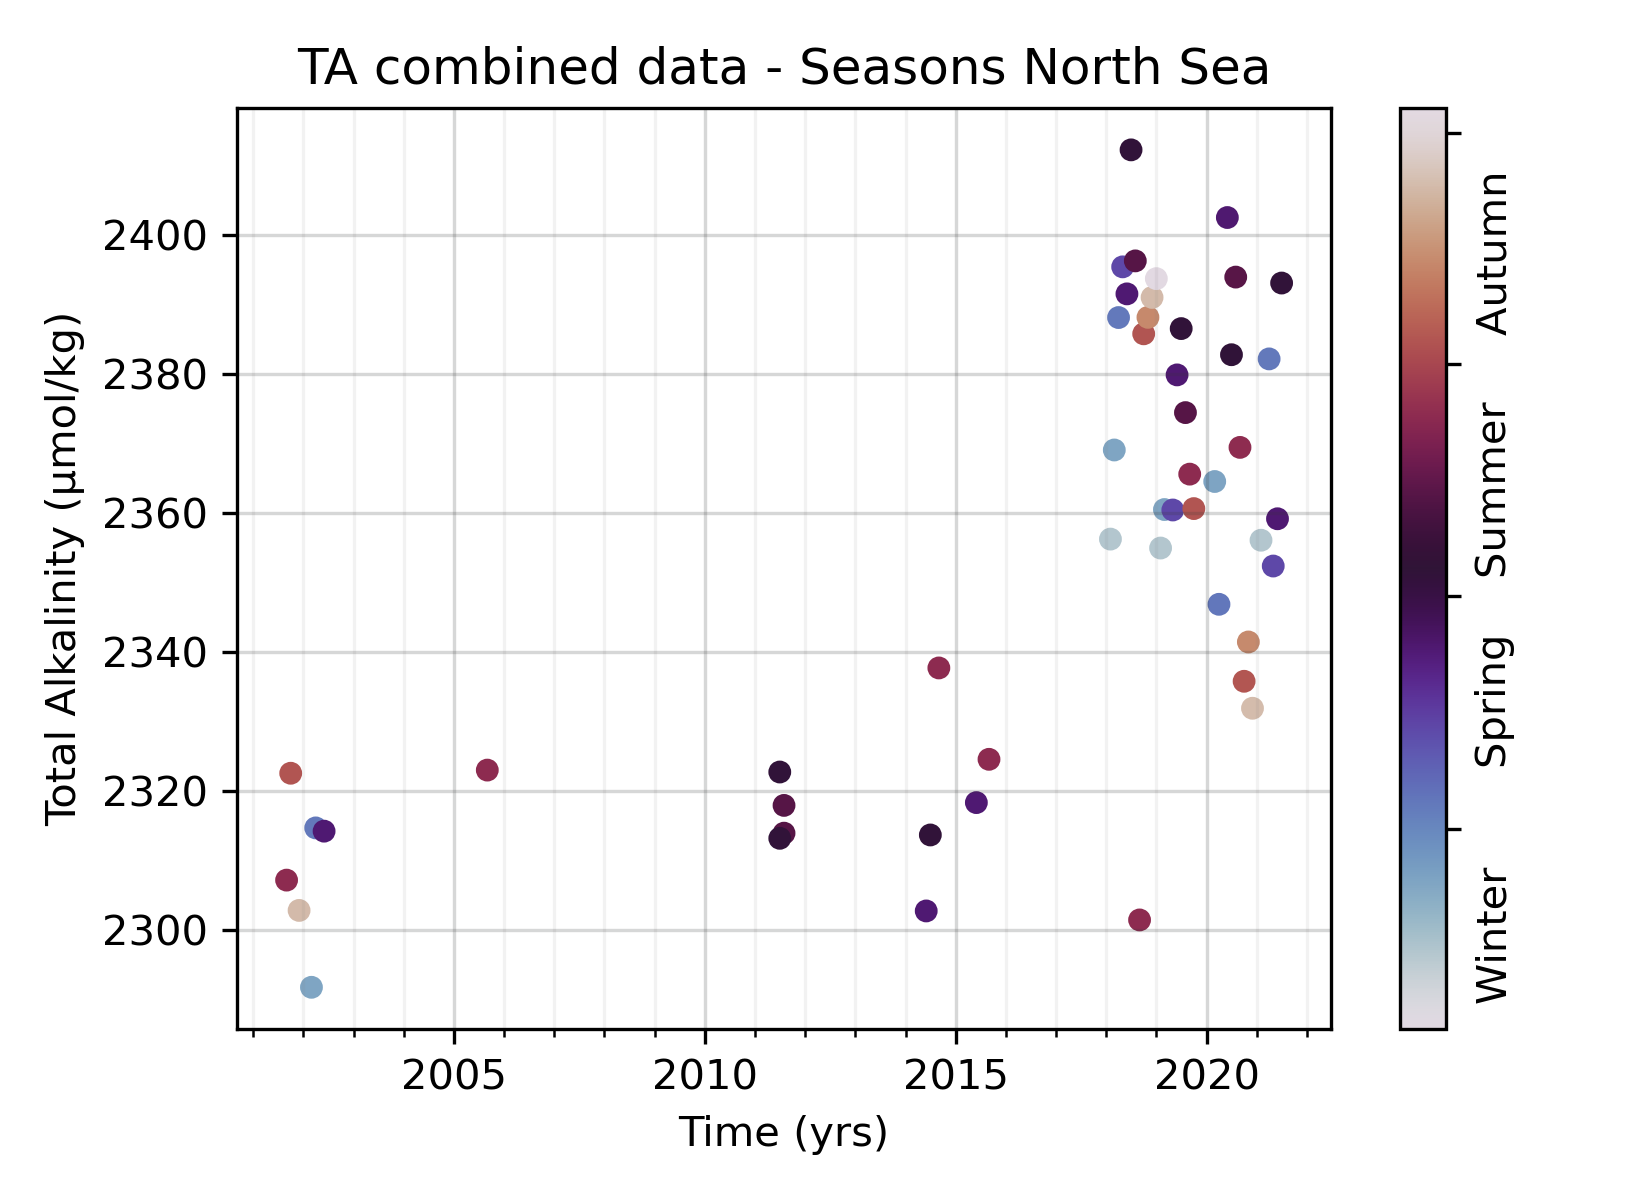 TA combined data - Seasons North Sea
Total Alkalinity (μmol/kg)
2400
2380
2360
2340
2320
2300
2005
2010
2015
2020
Time (yrs)
Autumn
Summer
Spring
Winter